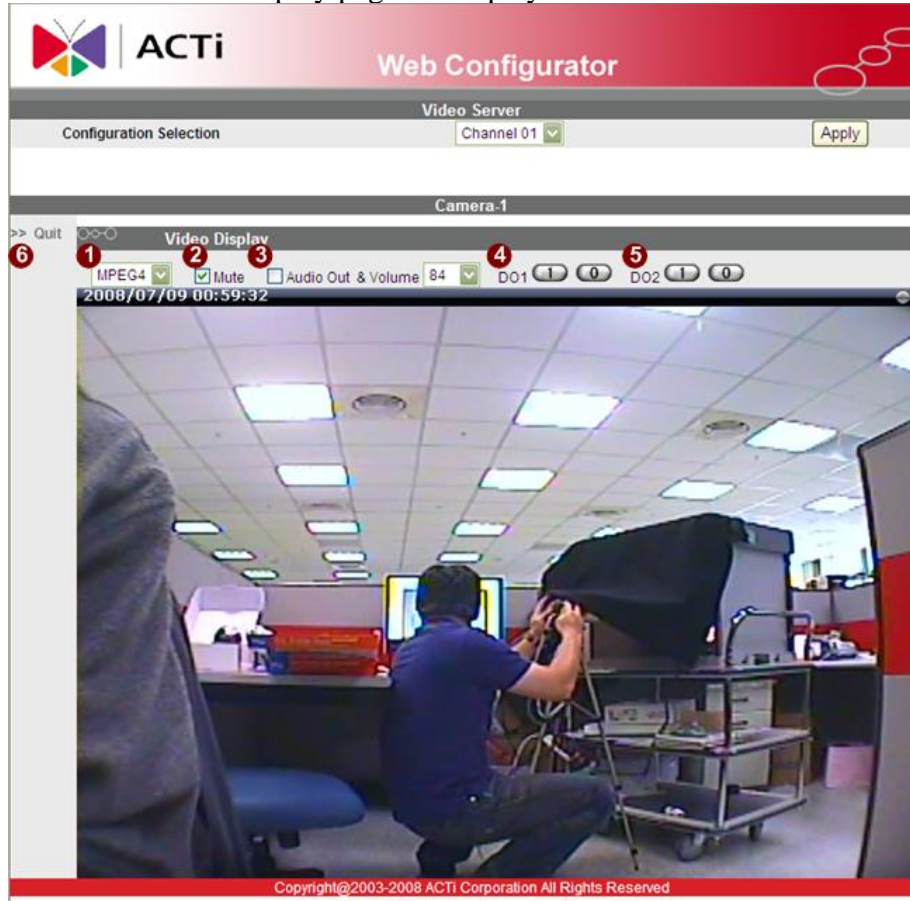 ACTi
Web Configurator
Video Server
Configuration Selection Channel 01 Apply
Camera-1
>> Quit Video Display
6 1 2 3 4 5
MPEG4 Mute Audio Out & Volume 84 DO1 1 0 DO2 1 0
2008/07/09 00:59:32
Copyright@2003-2008 ACTi Corporation All Rights Reserved